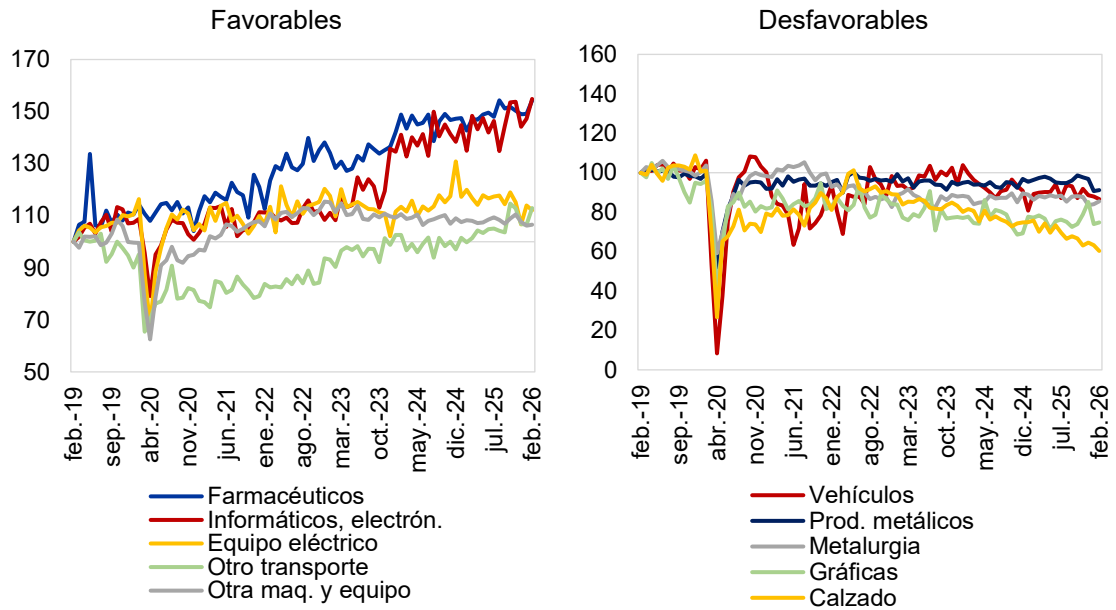 Favorables
170
150
130
110
90
70
50
feb.-19
sep.-19
abr.-20
nov.-20
jun.-21
ene.-22
ago.-22
mar.-23
oct.-23
may.-24
dic.-24
jul.-25
feb.-26
Farmacéuticos
Informáticos, electrón.
Equipo eléctrico
Otro transporte
Otra maq. y equipo
Desfavorables
160
140
120
100
80
60
40
20
0
feb.-19
sep.-19
abr.-20
nov.-20
jun.-21
ene.-22
ago.-22
mar.-23
oct.-23
may.-24
dic.-24
jul.-25
feb.-26
Vehículos
Prod. metálicos
Metalurgia
Gráficas
Calzado